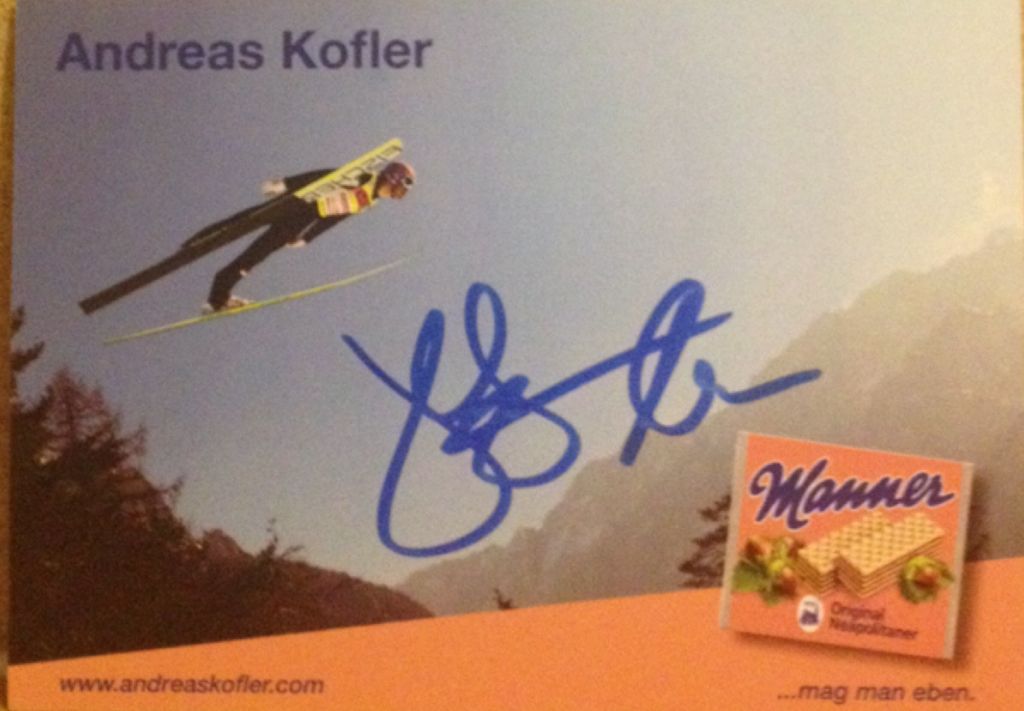 Andreas Kofler
Manner
Original
Neapolitaner
www.andreaskofler.com
...mag man eben.